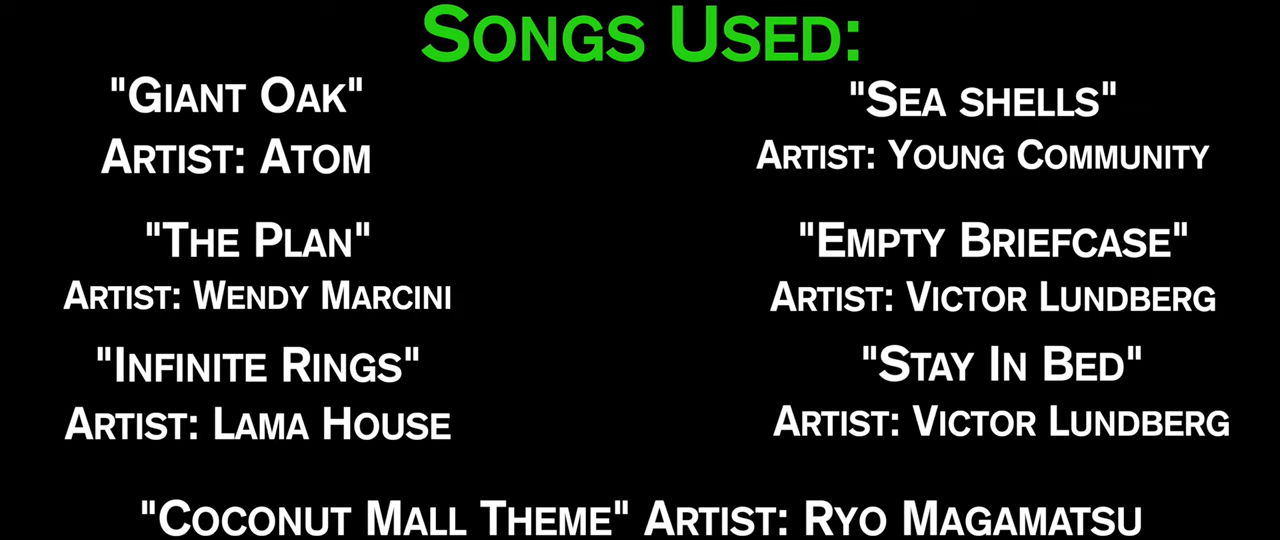 SONGS USED:
"GIANT OAK"
ARTIST: ATOM
"SEA SHELLS"
ARTIST: YOUNG COMMUNITY
"THE PLAN"
ARTIST: WENDY MARCINI
"EMPTY BRIEFCASE"
ARTIST: VICTOR LUNDBERG
"INFINITE RINGS"
ARTIST: LAMA HOUSE
"STAY IN BED"
ARTIST: VICTOR LUNDBERG
"COCONUT MALL THEME" ARTIST: RYO MAGAMATSU